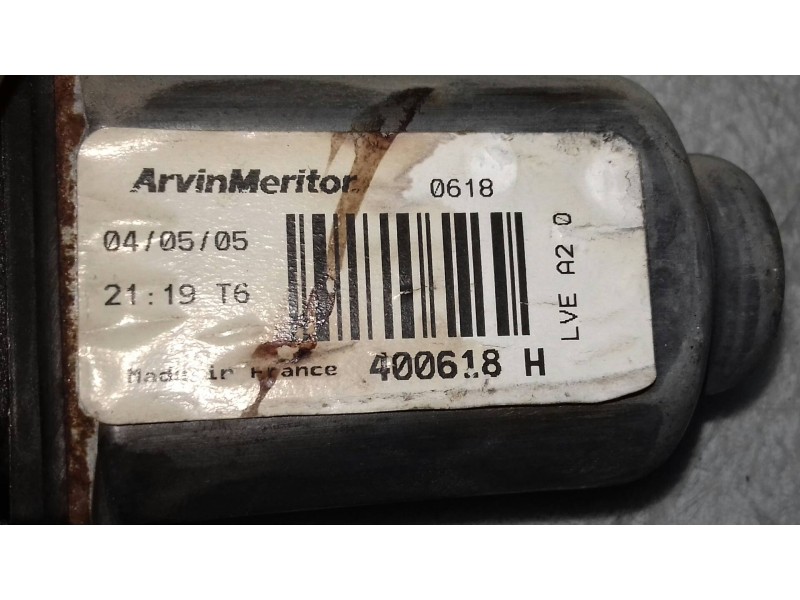 ArvinMeritor 0618
04/05/05
21:19 T6
Made in France 400618 H
LVE A2 0